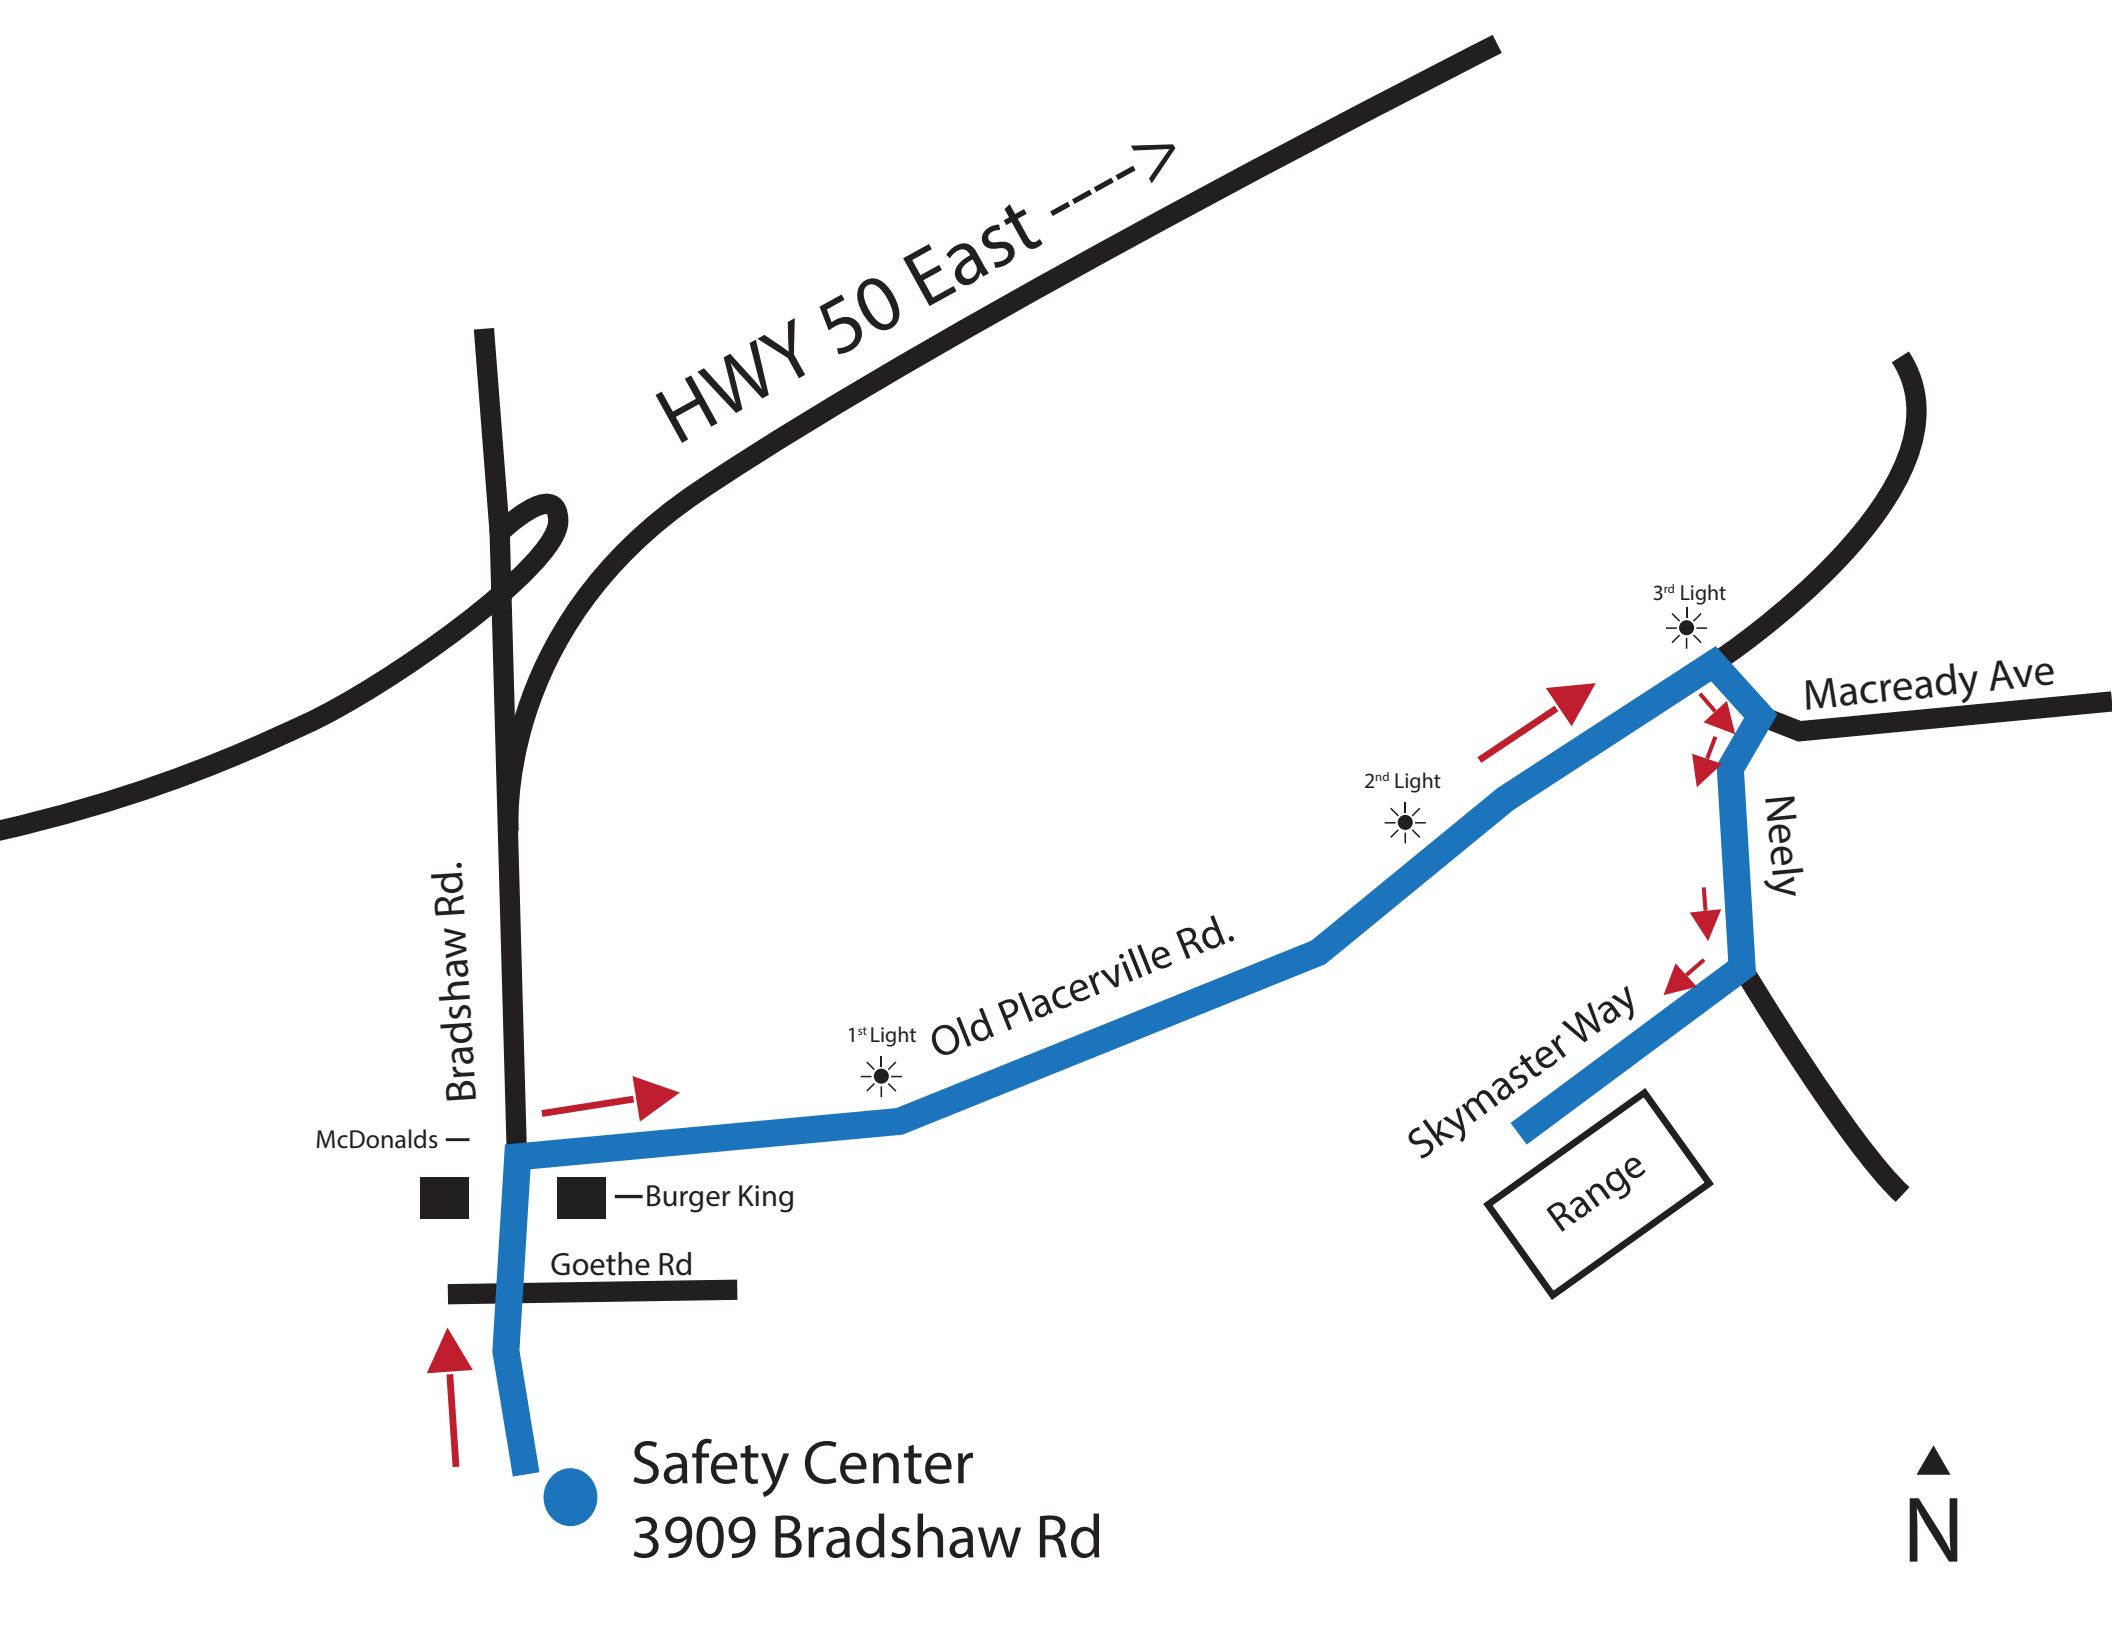 HWY 50 East
3rd Light
Macready Ave
2nd Light
Neely
Bradshaw Rd.
Old Placerville Rd.
1st Light
Skymaster Way
McDonalds
Range
Burger King
Goethe Rd
Safety Center
3909 Bradshaw Rd
N